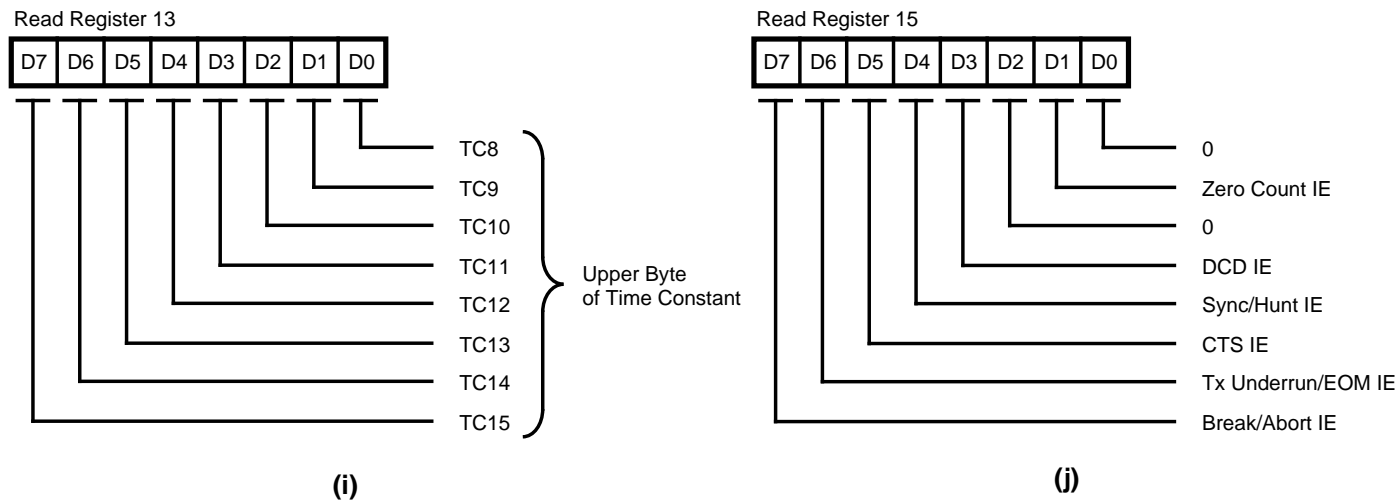 Read Register 13
D7 D6 D5 D4 D3 D2 D1 D0
TC8
TC9
TC10
TC11
TC12
TC13
TC14
TC15
Upper Byte
of Time Constant
(i)
Read Register 15
D7 D6 D5 D4 D3 D2 D1 D0
0
Zero Count IE
0
DCD IE
Sync/Hunt IE
CTS IE
Tx Underrun/EOM IE
Break/Abort IE
(j)